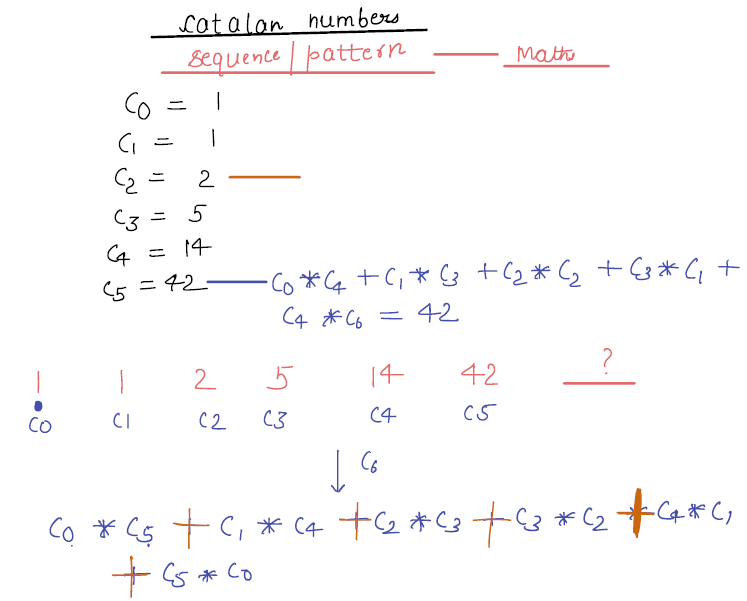 Catalan numbers
sequence / pattern — Maths
C0 = 1
C1 = 1
C2 = 2 —
C3 = 5
C4 = 14
C5 = 42 — C0 * C4 + C1 * C3 + C2 * C2 + C3 * C1 +
C4 * C6 = 42
1 1 2 5 14 42 ?
C0 C1 C2 C3 C4 C5
↓ C6
C0 * C5 + C1 * C4 + C2 * C3 + C3 * C2 + C4 * C1
+ C5 * C0